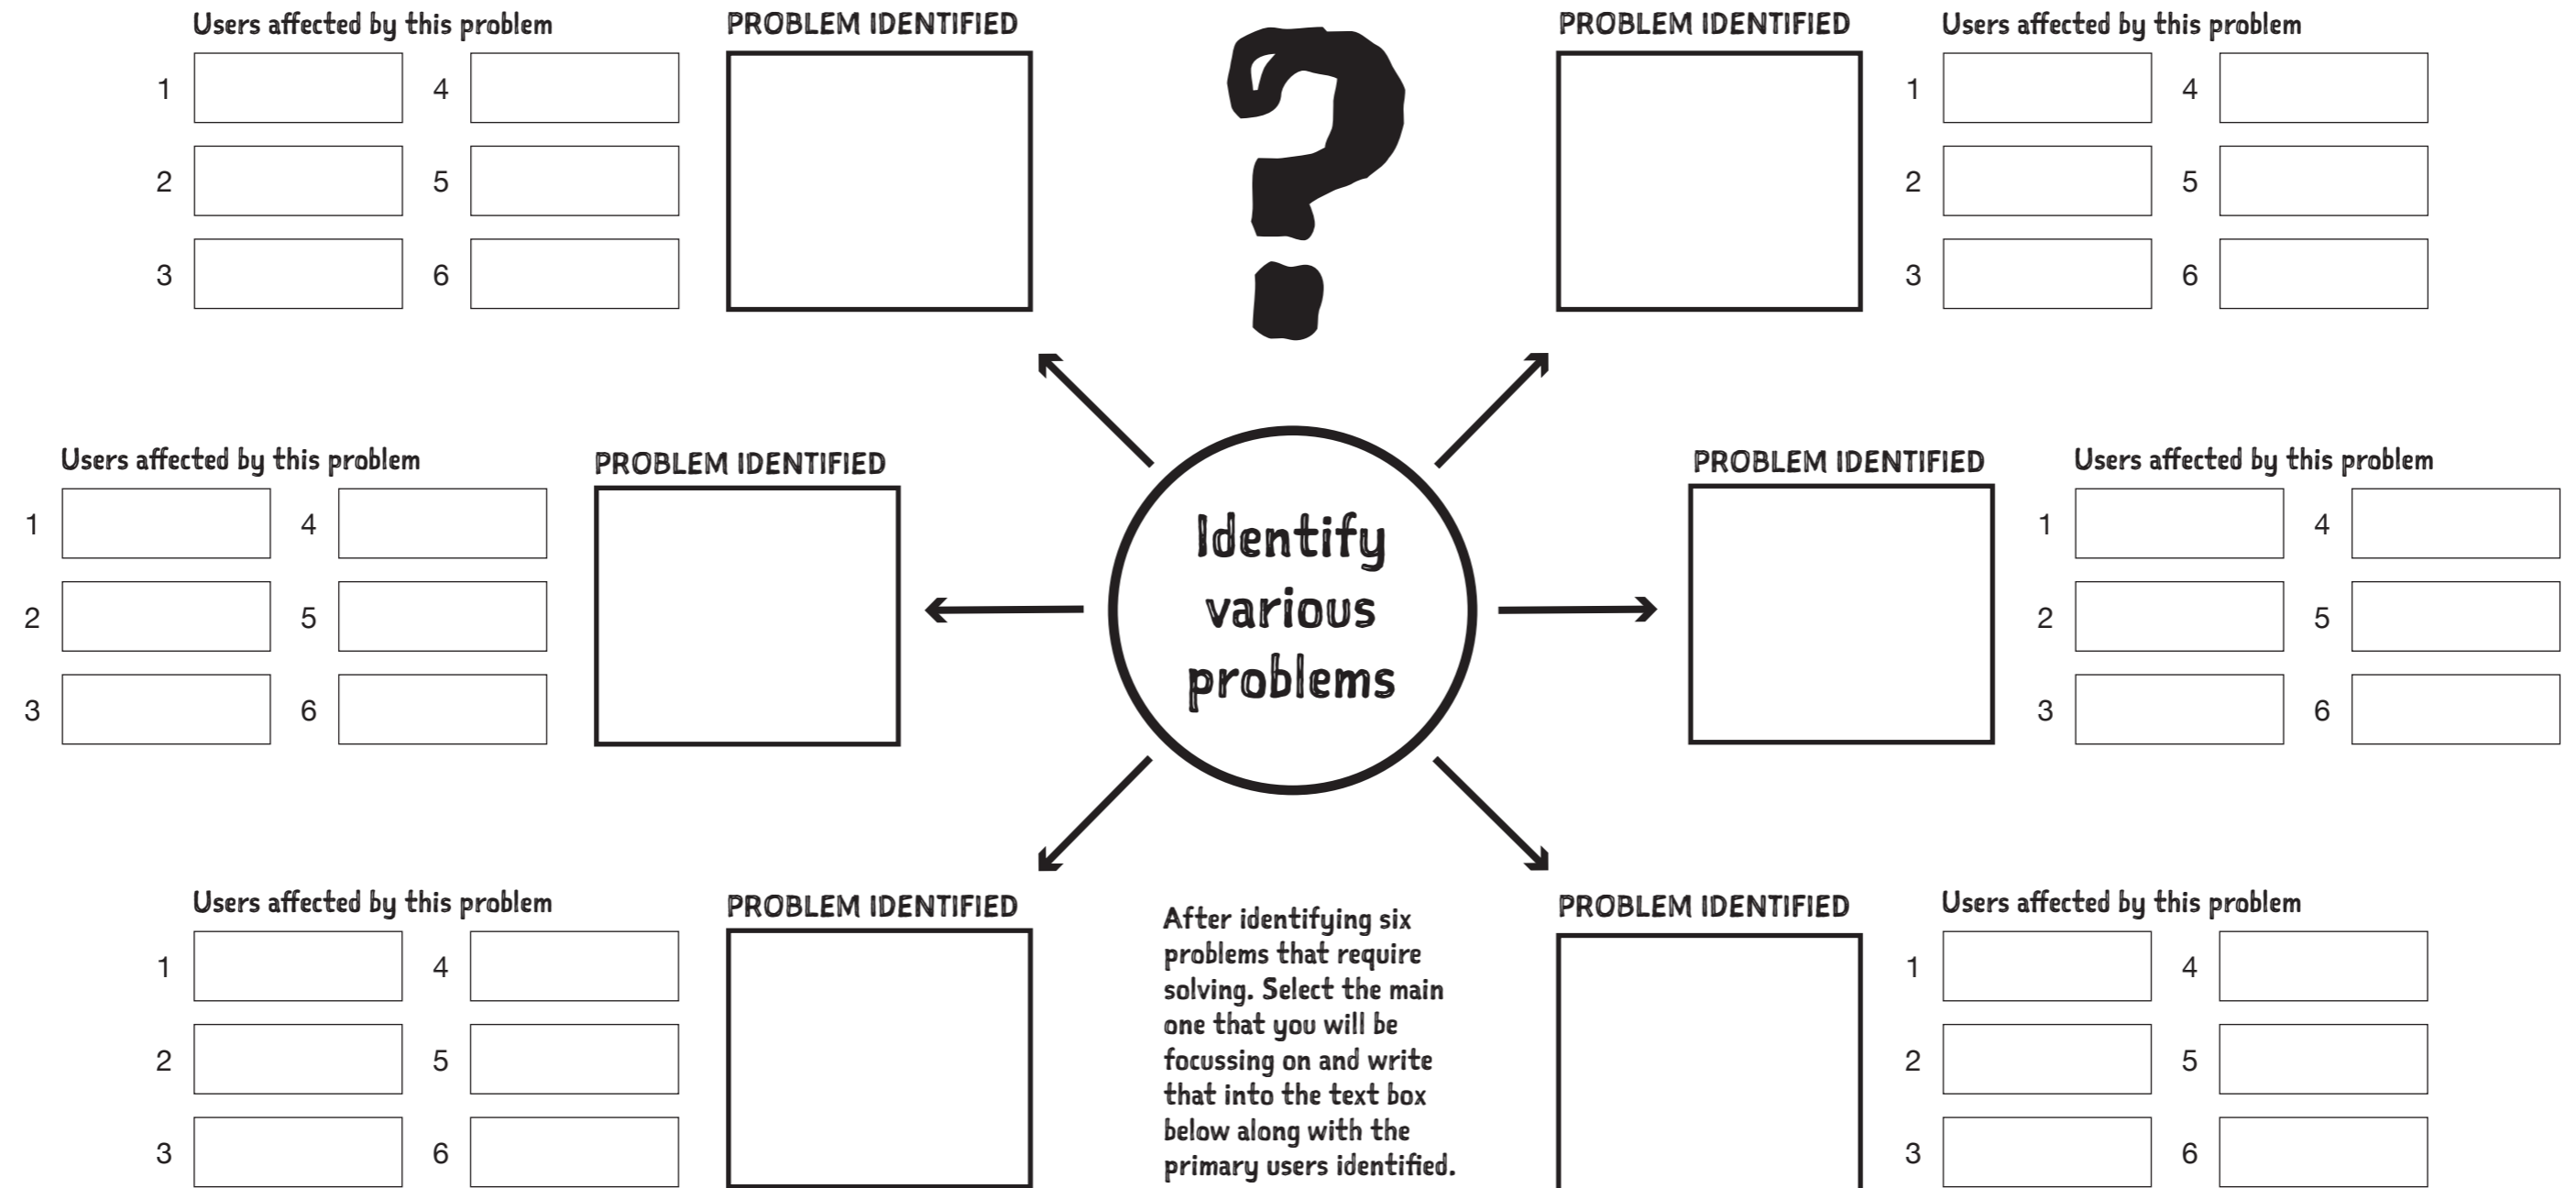 Users affected by this problem
1 4
2 5
3 6
PROBLEM IDENTIFIED
?
PROBLEM IDENTIFIED
Users affected by this problem
1 4
2 5
3 6
Users affected by this problem
1 4
2 5
3 6
PROBLEM IDENTIFIED
Identify
various
problems
PROBLEM IDENTIFIED
Users affected by this problem
1 4
2 5
3 6
Users affected by this problem
1 4
2 5
3 6
PROBLEM IDENTIFIED
After identifying six
problems that require
solving. Select the main
one that you will be
focussing on and write
that into the text box
below along with the
primary users identified.
PROBLEM IDENTIFIED
Users affected by this problem
1 4
2 5
3 6